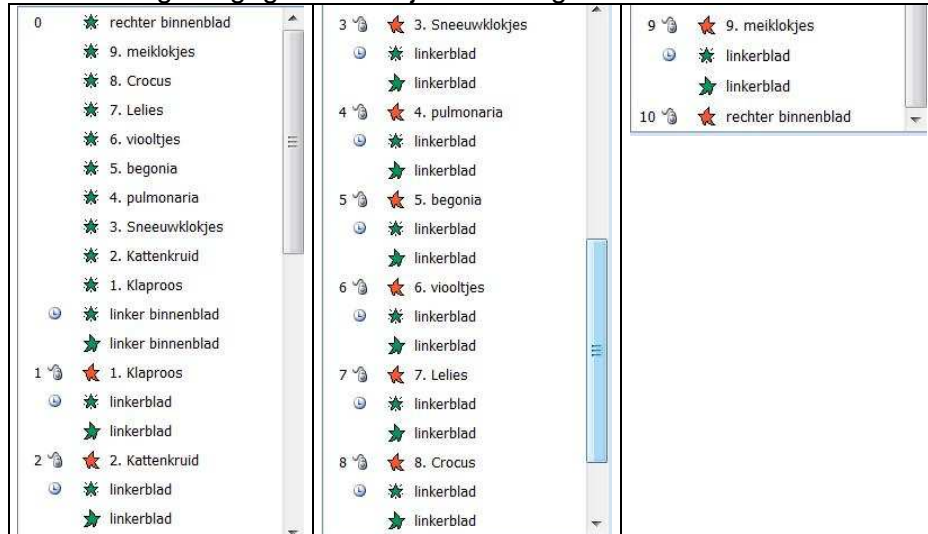 0 rechter binnenblad
9. meiklokjes
8. Crocus
7. Lelies
6. viooltjes
5. begonia
4. pulmonaria
3. Sneeuwklokjes
2. Kattenkruid
1. Klaproos
linker binnenblad
linker binnenblad
1 1. Klaproos
linkerblad
linkerblad
2 2. Kattenkruid
linkerblad
linkerblad
3 3. Sneeuwklokjes
linkerblad
linkerblad
4 4. pulmonaria
linkerblad
linkerblad
5 5. begonia
linkerblad
linkerblad
6 6. viooltjes
linkerblad
linkerblad
7 7. Lelies
linkerblad
linkerblad
8 8. Crocus
linkerblad
linkerblad
9 9. meiklokjes
linkerblad
linkerblad
10 rechter binnenblad